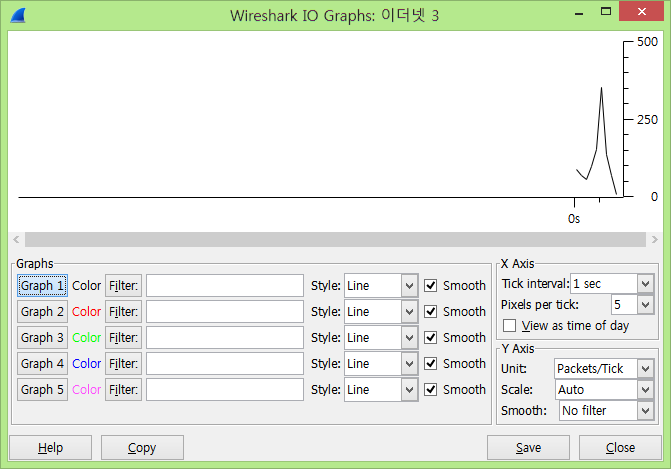 Wireshark IO Graphs: 이더넷 3
500
250
0
0s
Graphs
Graph 1 Color Filter: Style: Line Smooth
Graph 2 Color Filter: Style: Line Smooth
Graph 3 Color Filter: Style: Line Smooth
Graph 4 Color Filter: Style: Line Smooth
Graph 5 Color Filter: Style: Line Smooth
X Axis
Tick interval: 1 sec
Pixels per tick: 5
View as time of day
Y Axis
Unit: Packets/Tick
Scale: Auto
Smooth: No filter
Help Copy Save Close